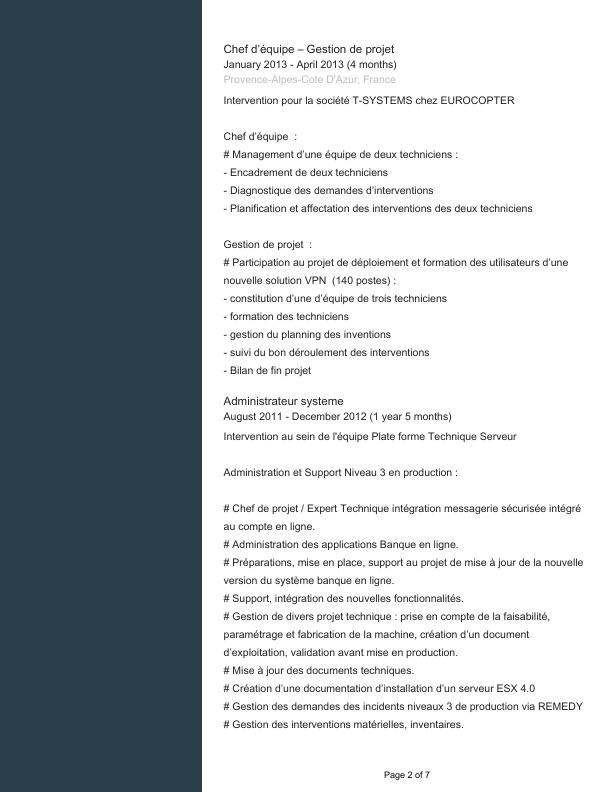 Chef d’équipe – Gestion de projet
January 2013 - April 2013 (4 months)
Provence-Alpes-Cote D'Azur, France
Intervention pour la société T-SYSTEMS chez EUROCOPTER
Chef d’équipe  :
# Management d’une équipe de deux techniciens :
- Encadrement de deux techniciens
- Diagnostique des demandes d’interventions
- Planification et affectation des interventions des deux techniciens
Gestion de projet  :
# Participation au projet de déploiement et formation des utilisateurs d’une
nouvelle solution VPN  (140 postes) :
- constitution d’une d’équipe de trois techniciens
- formation des techniciens
- gestion du planning des inventions
- suivi du bon déroulement des interventions
- Bilan de fin projet
Administrateur systeme
August 2011 - December 2012 (1 year 5 months)
Intervention au sein de l'équipe Plate forme Technique Serveur
Administration et Support Niveau 3 en production :
# Chef de projet / Expert Technique intégration messagerie sécurisée intégré
au compte en ligne.
# Administration des applications Banque en ligne.
# Préparations, mise en place, support au projet de mise à jour de la nouvelle
version du système banque en ligne.
# Support, intégration des nouvelles fonctionnalités.
# Gestion de divers projet technique : prise en compte de la faisabilité,
paramétrage et fabrication de la machine, création d’un document
d’exploitation, validation avant mise en production.
# Mise à jour des documents techniques.
# Création d’une documentation d’installation d’un serveur ESX 4.0
# Gestion des demandes des incidents niveaux 3 de production via REMEDY
# Gestion des interventions matérielles, inventaires.
Page 2 of 7